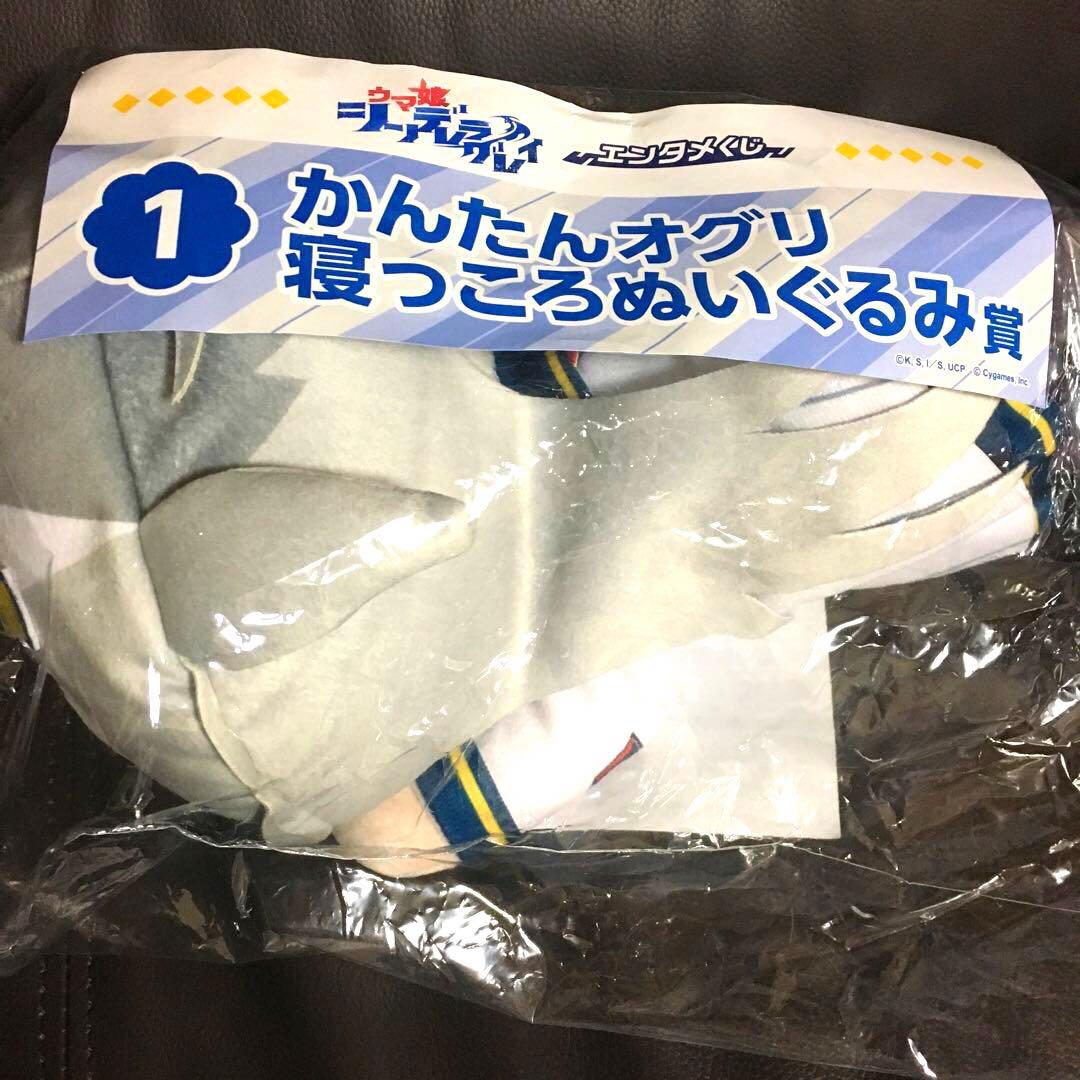 ウマ娘
シンデレラ
グレイ
エンタメくじ
1
かんたんオグリ
寝っころぬいぐるみ賞
©K, S, I／S, UCP © Cygames, Inc.